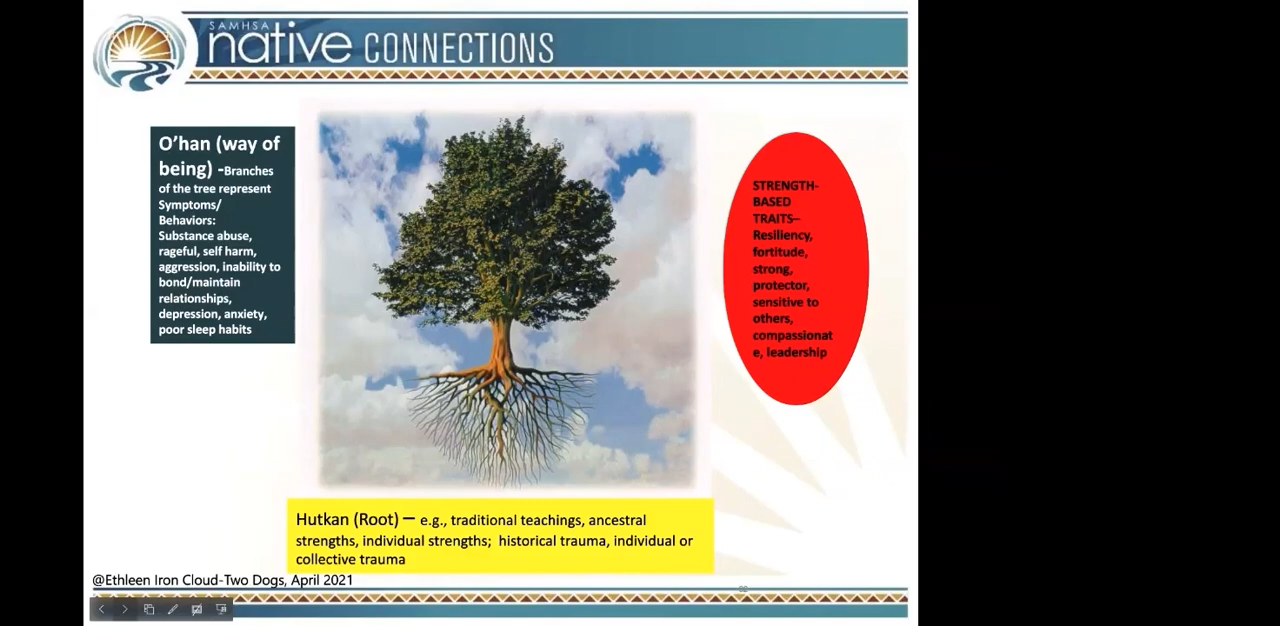 SAMHSA
native CONNECTIONS
O'han (way of
being) -Branches
of the tree represent
Symptoms/
Behaviors:
Substance abuse,
rageful, self harm,
aggression, inability to
bond/maintain
relationships,
depression, anxiety,
poor sleep habits
STRENGTH-
BASED
TRAITS–
Resiliency,
fortitude,
strong,
protector,
sensitive to
others,
compassionat
e, leadership
Hutkan (Root) – e.g., traditional teachings, ancestral
strengths, individual strengths; historical trauma, individual or
collective trauma
@Ethleen Iron Cloud-Two Dogs, April 2021